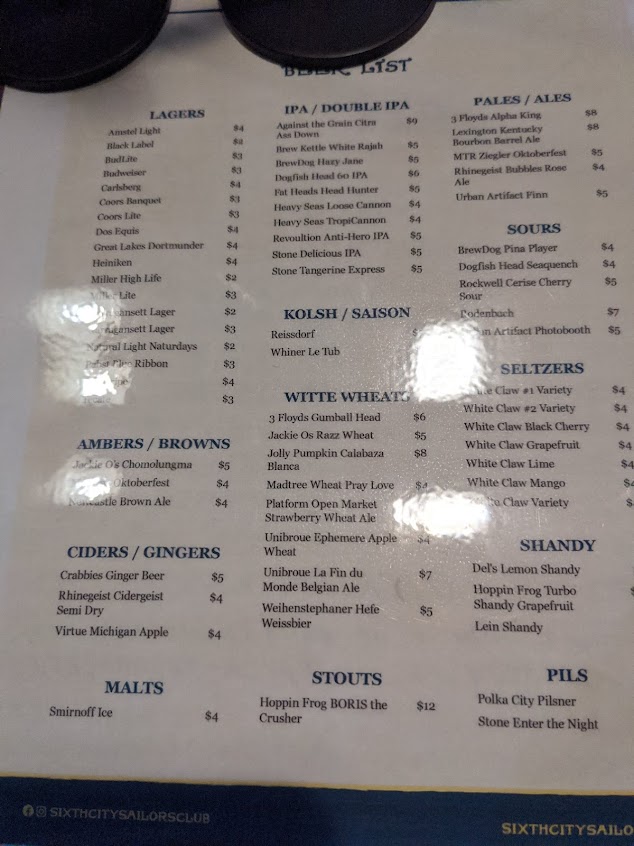 BEER LIST
LAGERS
Amstel Light $4
Black Label $2
BudLite $3
Budweiser $3
Carlsberg $4
Coors Banquet $3
Coors Lite $3
Dos Equis $4
Great Lakes Dortmunder $4
Heiniken $4
Miller High Life $2
Lite $3
Lager $2
Lager $3
Natural Light Naturdays $2
Ribbon $3
$4
$3
AMBERS / BROWNS
Jackie O's Chomolungma $5
Oktoberfest $4
Brown Ale $4
CIDERS / GINGERS
Crabbies Ginger Beer $5
Rhinegeist Cidergeist $4
Semi Dry
Virtue Michigan Apple $4
MALTS
Smirnoff Ice $4
IPA / DOUBLE IPA
Against the Grain Citra $9
Ass Down
Brew Kettle White Rajah $5
BrewDog Hazy Jane $5
Dogfish Head 60 IPA $6
Fat Heads Head Hunter $5
Heavy Seas Loose Cannon $4
Heavy Seas TropiCannon $4
Revoultion Anti-Hero IPA $5
Stone Delicious IPA $5
Stone Tangerine Express $5
KOLSH / SAISON
Reissdorf
Whiner Le Tub
WITTE WHEATS
3 Floyds Gumball Head $6
Jackie Os Razz Wheat $5
Jolly Pumpkin Calabaza $8
Blanca
Madtree Wheat Pray Love $4
Platform Open Market
Strawberry Wheat Ale
Unibroue Ephemere Apple $4
Wheat
Unibroue La Fin du $7
Monde Belgian Ale
Weihenstephaner Hefe $5
Weissbier
STOUTS
Hoppin Frog BORIS the $12
Crusher
PALES / ALES
3 Floyds Alpha King $8
Lexington Kentucky $8
Bourbon Barrel Ale
MTR Ziegler Oktoberfest $5
Rhinegeist Bubbles Rose $4
Ale
Urban Artifact Finn $5
SOURS
BrewDog Pina Player $4
Dogfish Head Seaquench $4
Rockwell Cerise Cherry $5
Sour
Rodenbach $7
Artifact Photobooth $5
SELTZERS
Claw #1 Variety $4
White Claw #2 Variety $4
White Claw Black Cherry $4
White Claw Grapefruit $4
White Claw Lime $4
White Claw Mango $4
Claw Variety $
SHANDY
Del's Lemon Shandy
Hoppin Frog Turbo
Shandy Grapefruit
Lein Shandy
PILS
Polka City Pilsner
Stone Enter the Night
SIXTHCITYSAILORSCLUB
SIXTHCITYSAILO